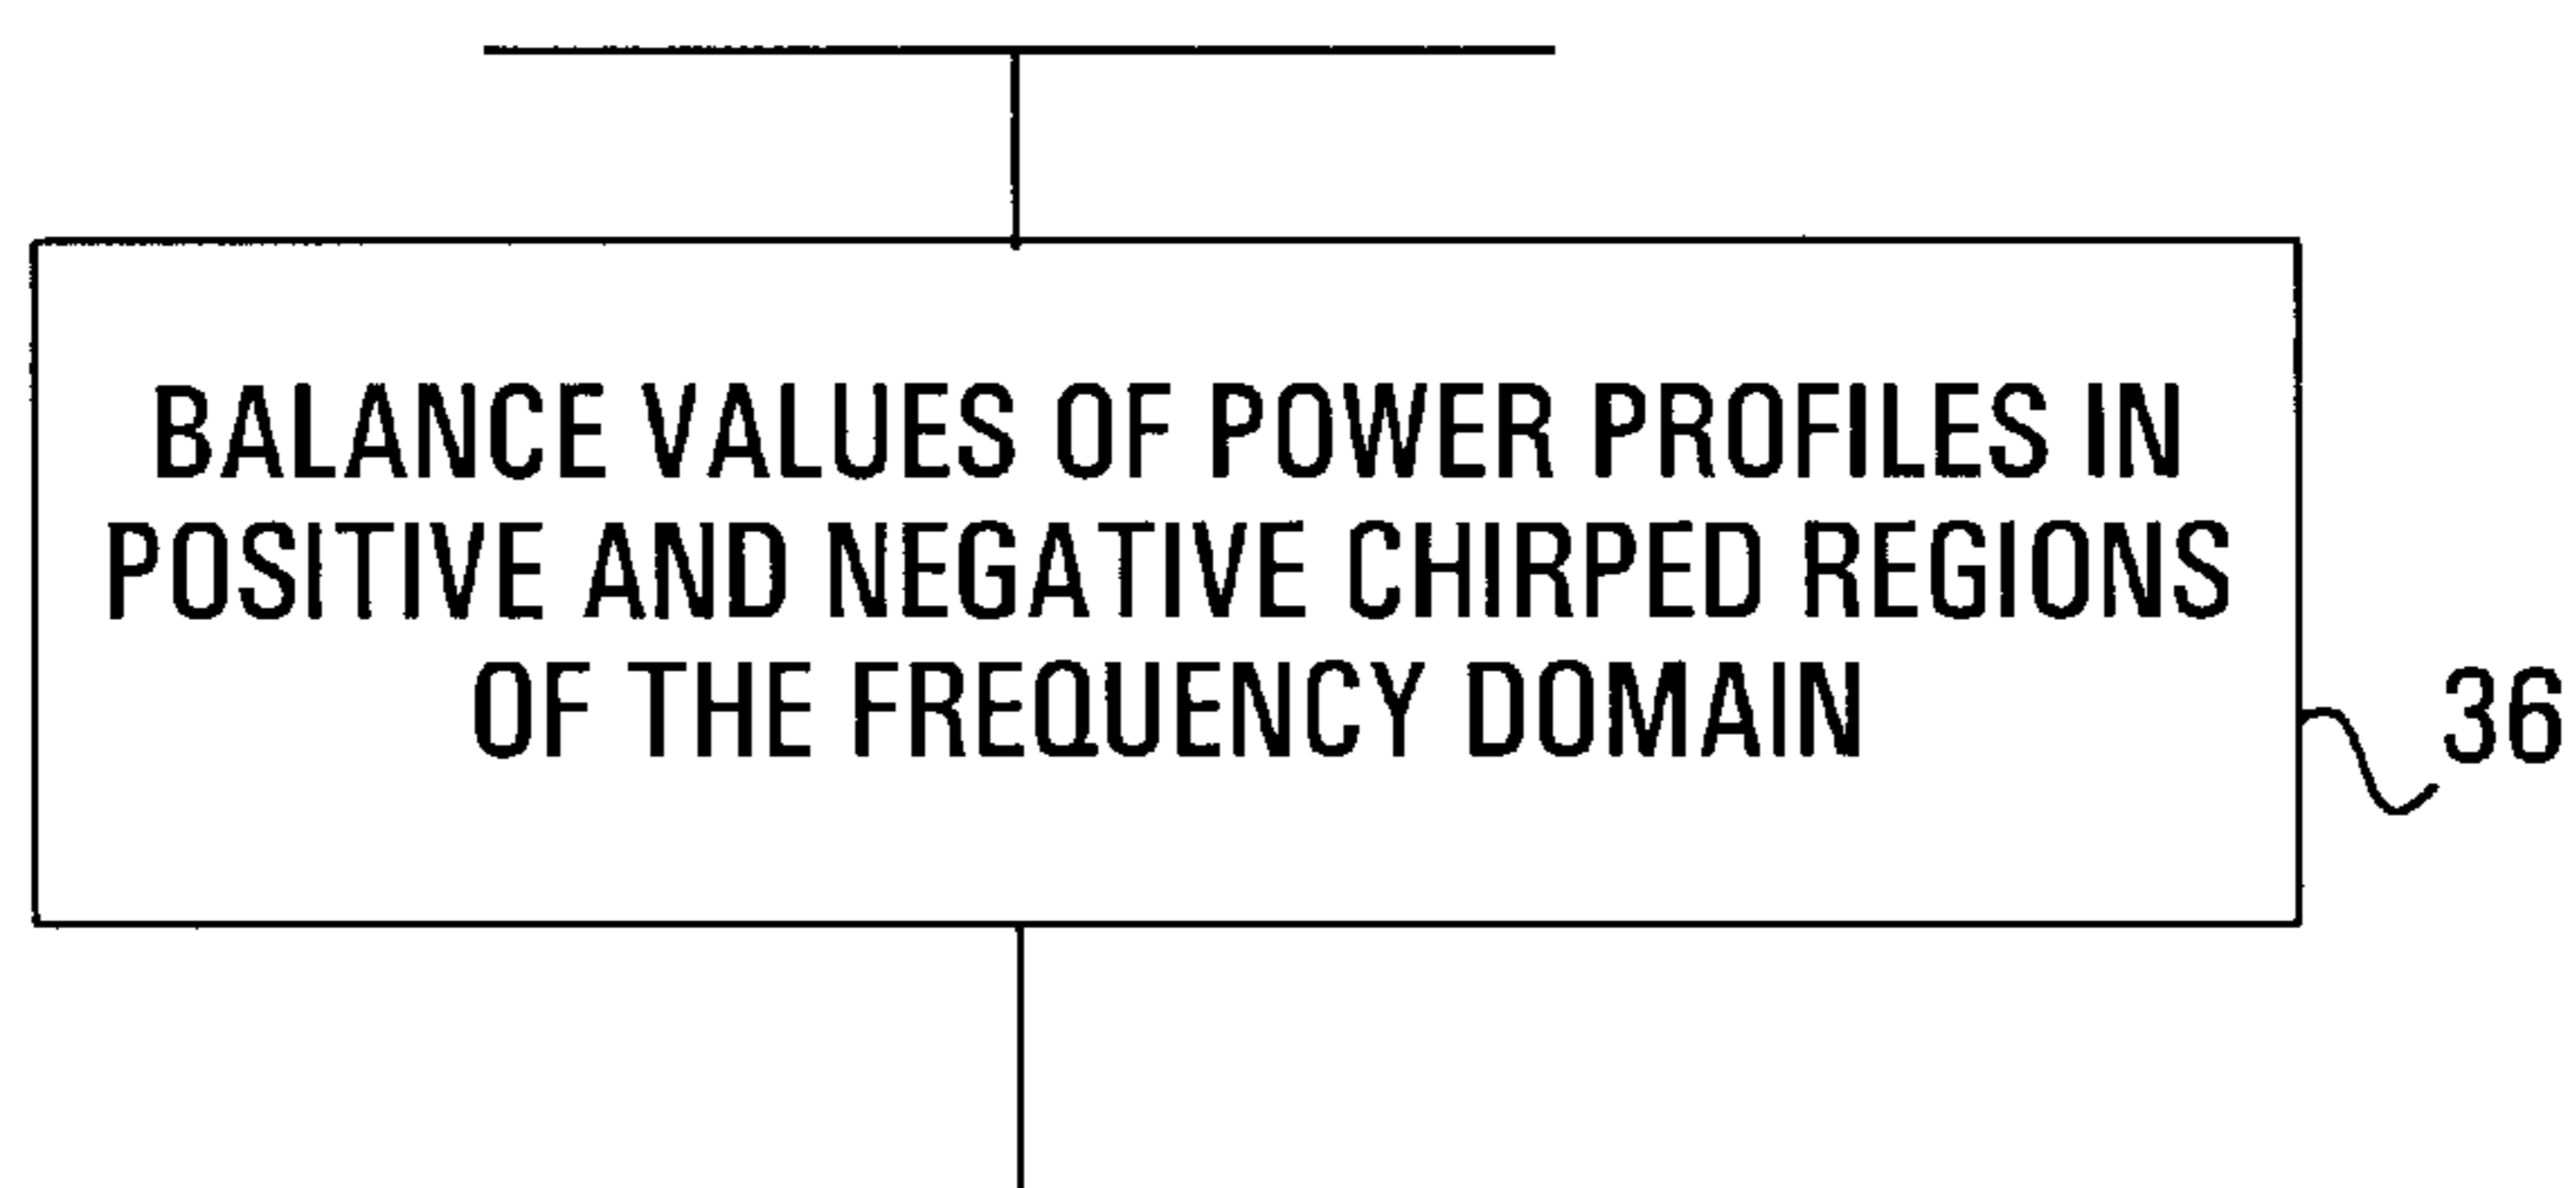 BALANCE VALUES OF POWER PROFILES IN
POSITIVE AND NEGATIVE CHIRPED REGIONS
OF THE FREQUENCY DOMAIN
36